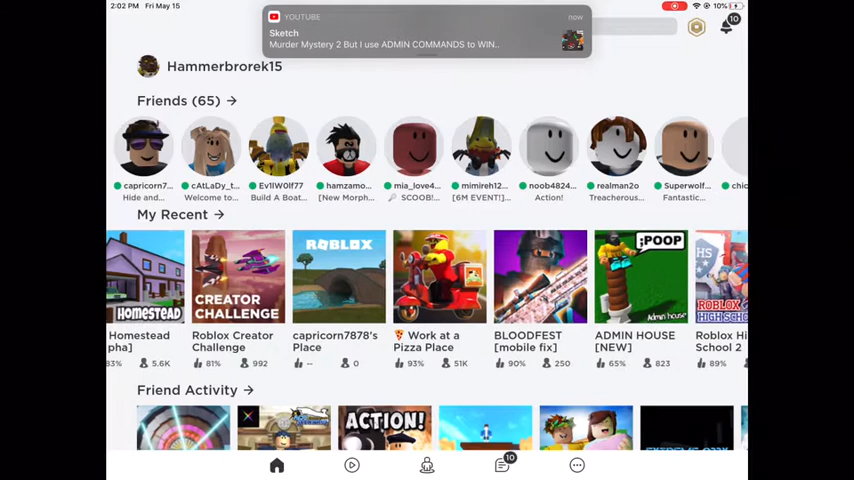 2:02 PM Fri May 15
10%
YOUTUBE now
Sketch
Murder Mystery 2 But I use ADMIN COMMANDS to WIN..
10
Hammerbrorek15
Friends (65) →
capricorn7... cAtLaDy_t... Ev1lW0lf77 hamzamo... mia_love4... mimireh12... noob4824... realman2o Superwolf... chic
Hide and... Welcome to... Build A Boat... [New Morph... SCOOB!... [6M EVENT!]... Action! Treacherous... Fantastic...
My Recent →
HOMESTEAD
CREATOR
CHALLENGE
ROBLOX
¡POOP
Admin house
HS
ROBLOX
HIGH SCHO
Homestead
pha]
Roblox Creator
Challenge
capricorn7878's
Place
Work at a
Pizza Place
BLOODFEST
[mobile fix]
ADMIN HOUSE
[NEW]
Roblox Hi
School 2
83% 5.6K 81% 992 -- 0 93% 51K 90% 250 65% 823 89%
Friend Activity →
ACTION!
10